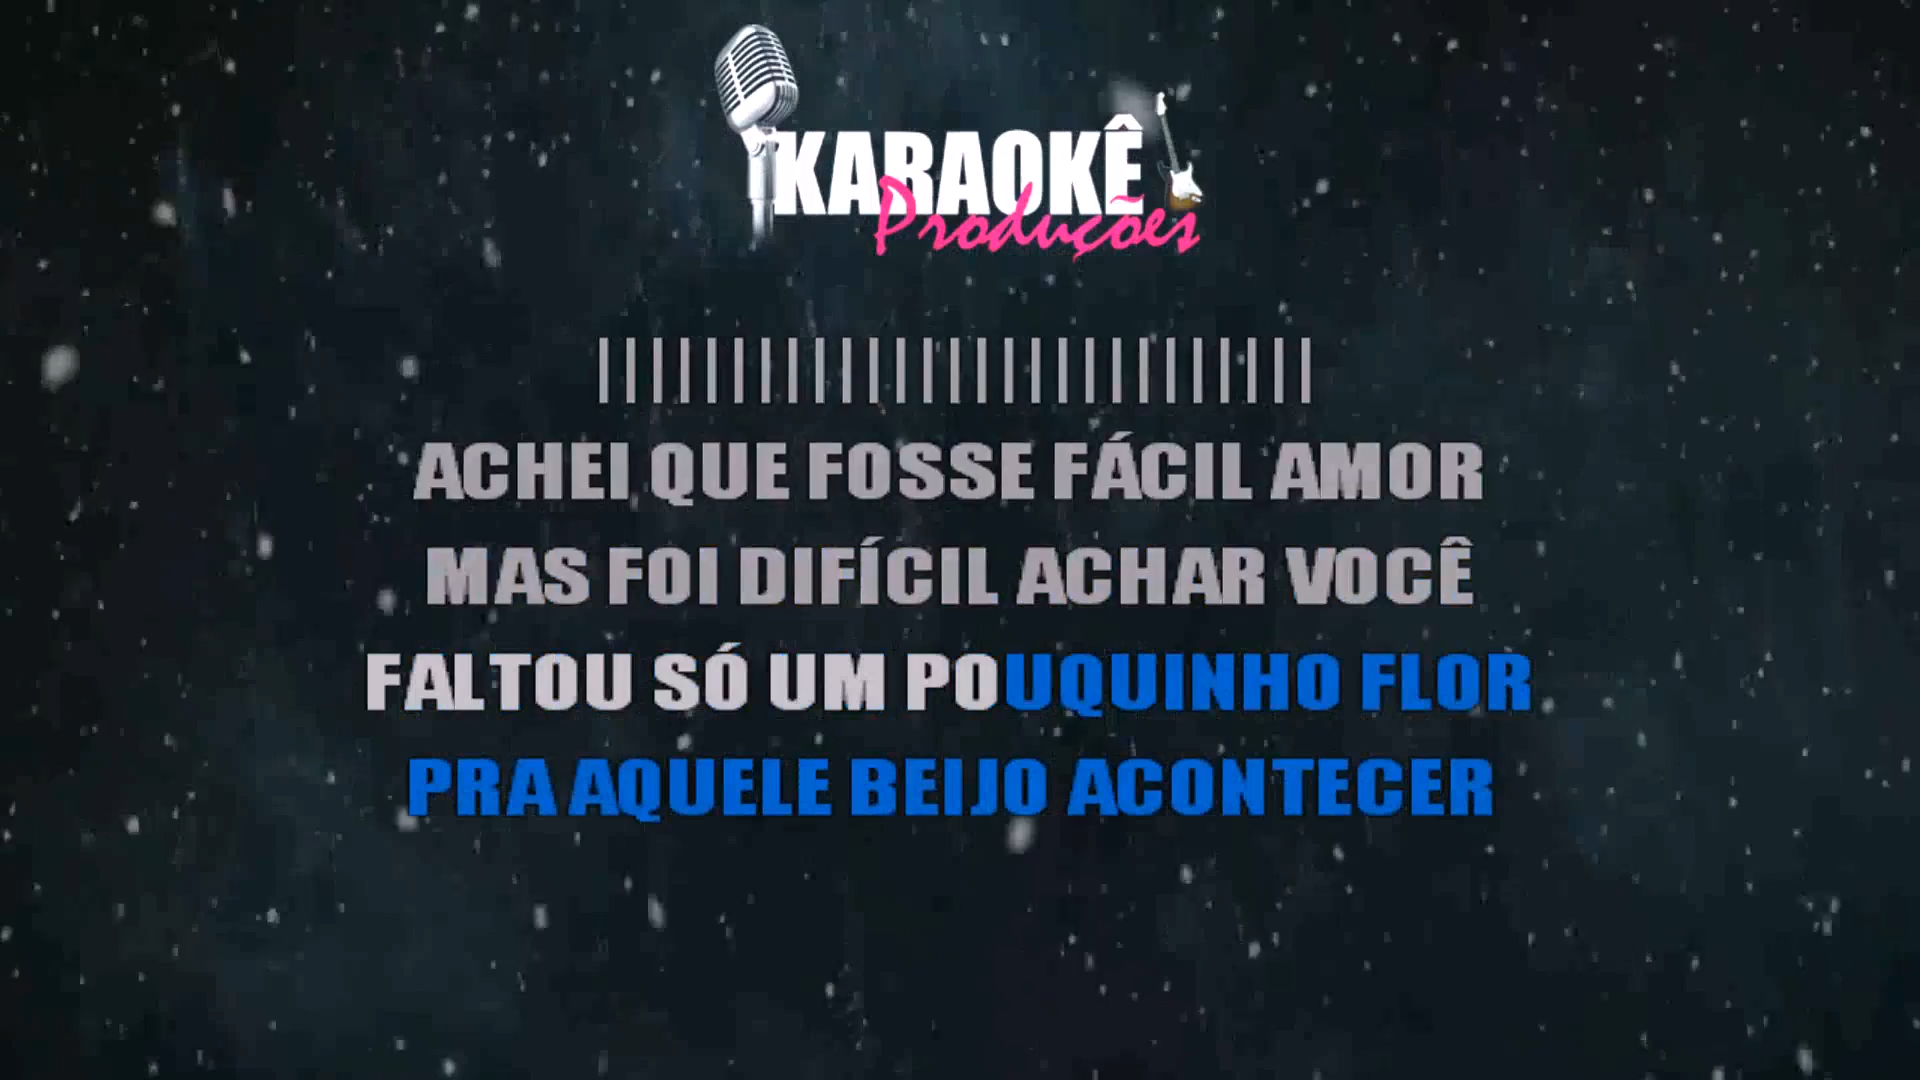 KARAOKÊ
Produções
||||||||||||||||||||||||||||
ACHEI QUE FOSSE FÁCIL AMOR
MAS FOI DIFÍCIL ACHAR VOCÊ
FALTOU SÓ UM POUQUINHO FLOR
PRA AQUELE BEIJO ACONTECER